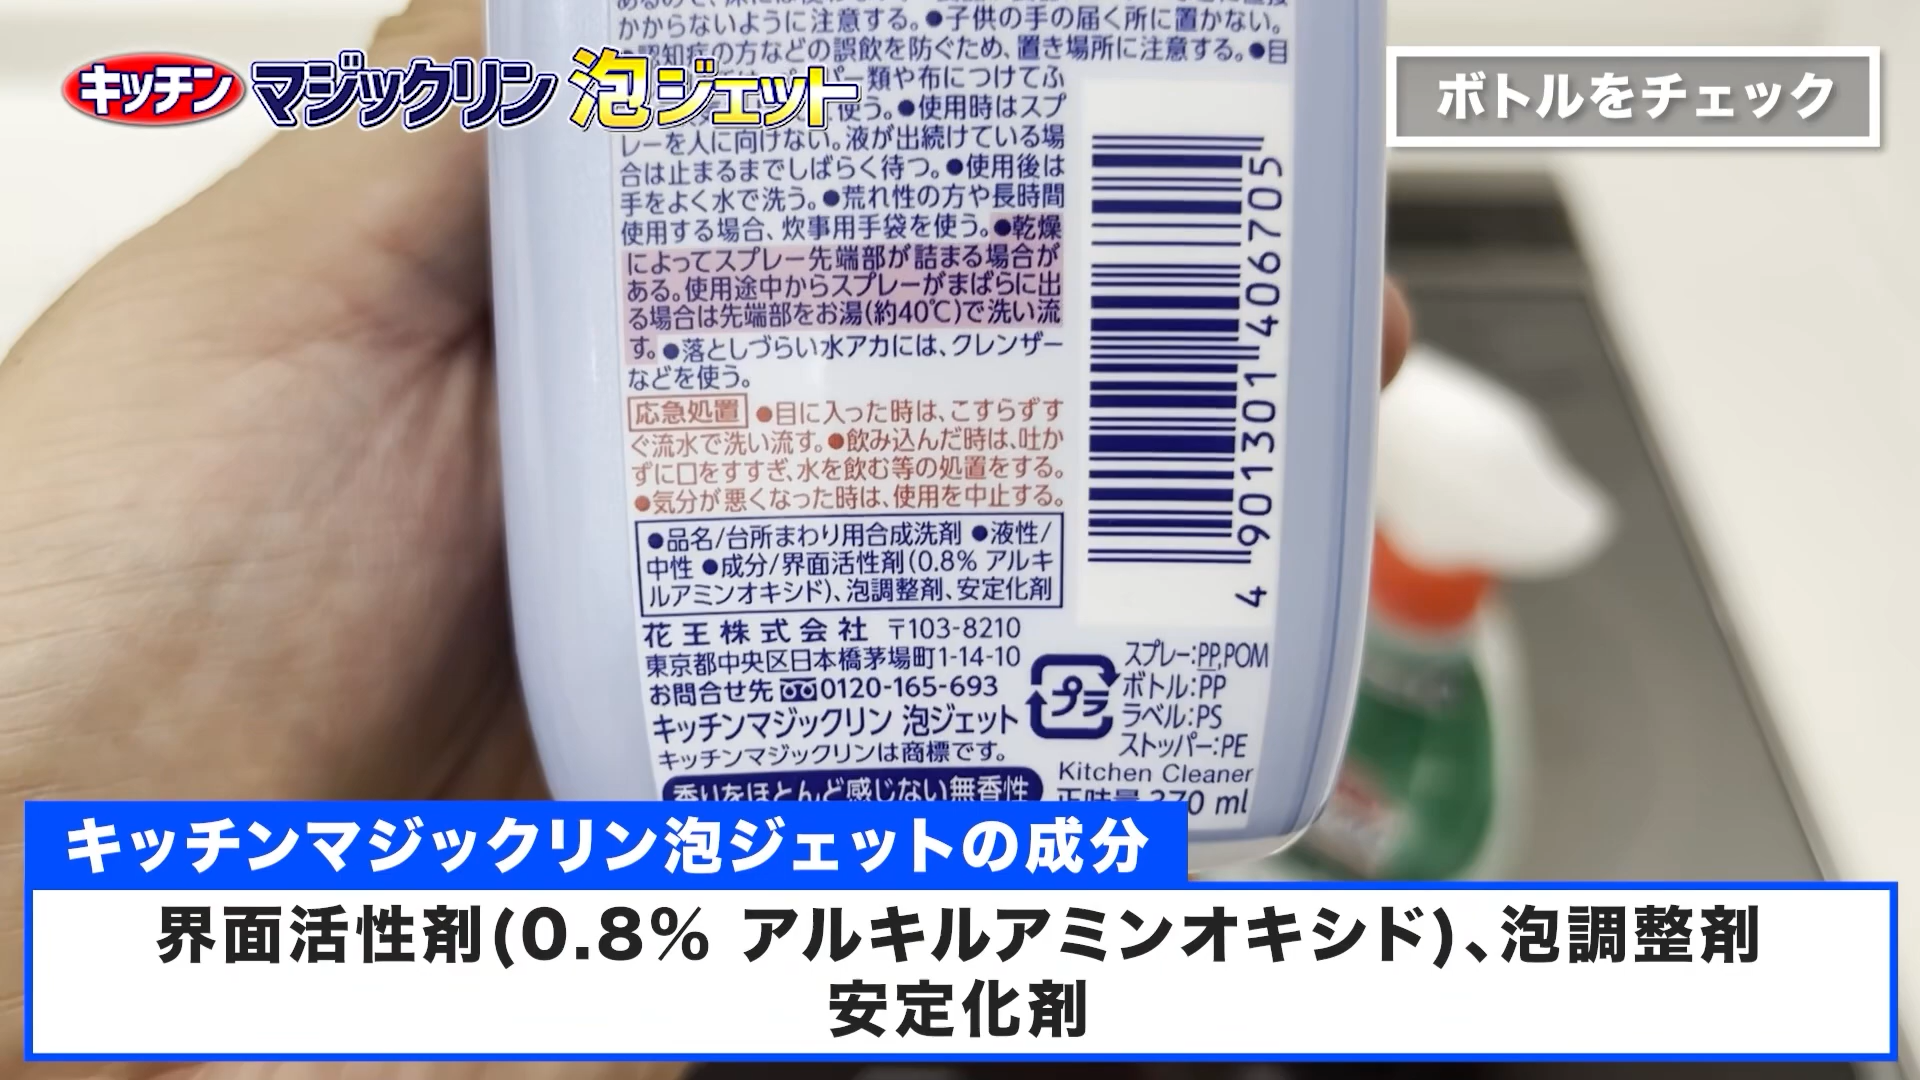 キッチン マジックリン 泡ジェット
ボトルをチェック
かからないように注意する。●子供の手の届く所に置かない。
認知症の方などの誤飲を防ぐため、置き場所に注意する。●目
類や布につけてふ
使う。●使用時はスプ
レーを人に向けない。液が出続けている場
合は止まるまでしばらく待つ。●使用後は
手をよく水で洗う。●荒れ性の方や長時間
使用する場合、炊事用手袋を使う。●乾燥
によってスプレー先端部が詰まる場合が
ある。使用途中からスプレーがまばらに出
る場合は先端部をお湯(約40℃)で洗い流
す。●落としづらい水アカには、クレンザー
などを使う。
応急処置 ●目に入った時は、こすらずす
ぐ流水で洗い流す。●飲み込んだ時は、吐か
ずに口をすすぎ、水を飲む等の処置をする。
●気分が悪くなった時は、使用を中止する。
●品名/台所まわり用合成洗剤 ●液性/
中性 ●成分/界面活性剤(0.8% アルキ
ルアミンオキシド)、泡調整剤、安定化剤
花王株式会社 〒103-8210
東京都中央区日本橋茅場町1-14-10
お問合せ先 0120-165-693
キッチンマジックリン 泡ジェット
キッチンマジックリンは商標です。
香りをほとんど感じない無香性
4 901301 406705
プラ
スプレー:PP,POM
ボトル:PP
ラベル:PS
ストッパー:PE
Kitchen Cleaner
正味量 370 ml
キッチンマジックリン泡ジェットの成分
界面活性剤(0.8% アルキルアミンオキシド)、泡調整剤
安定化剤